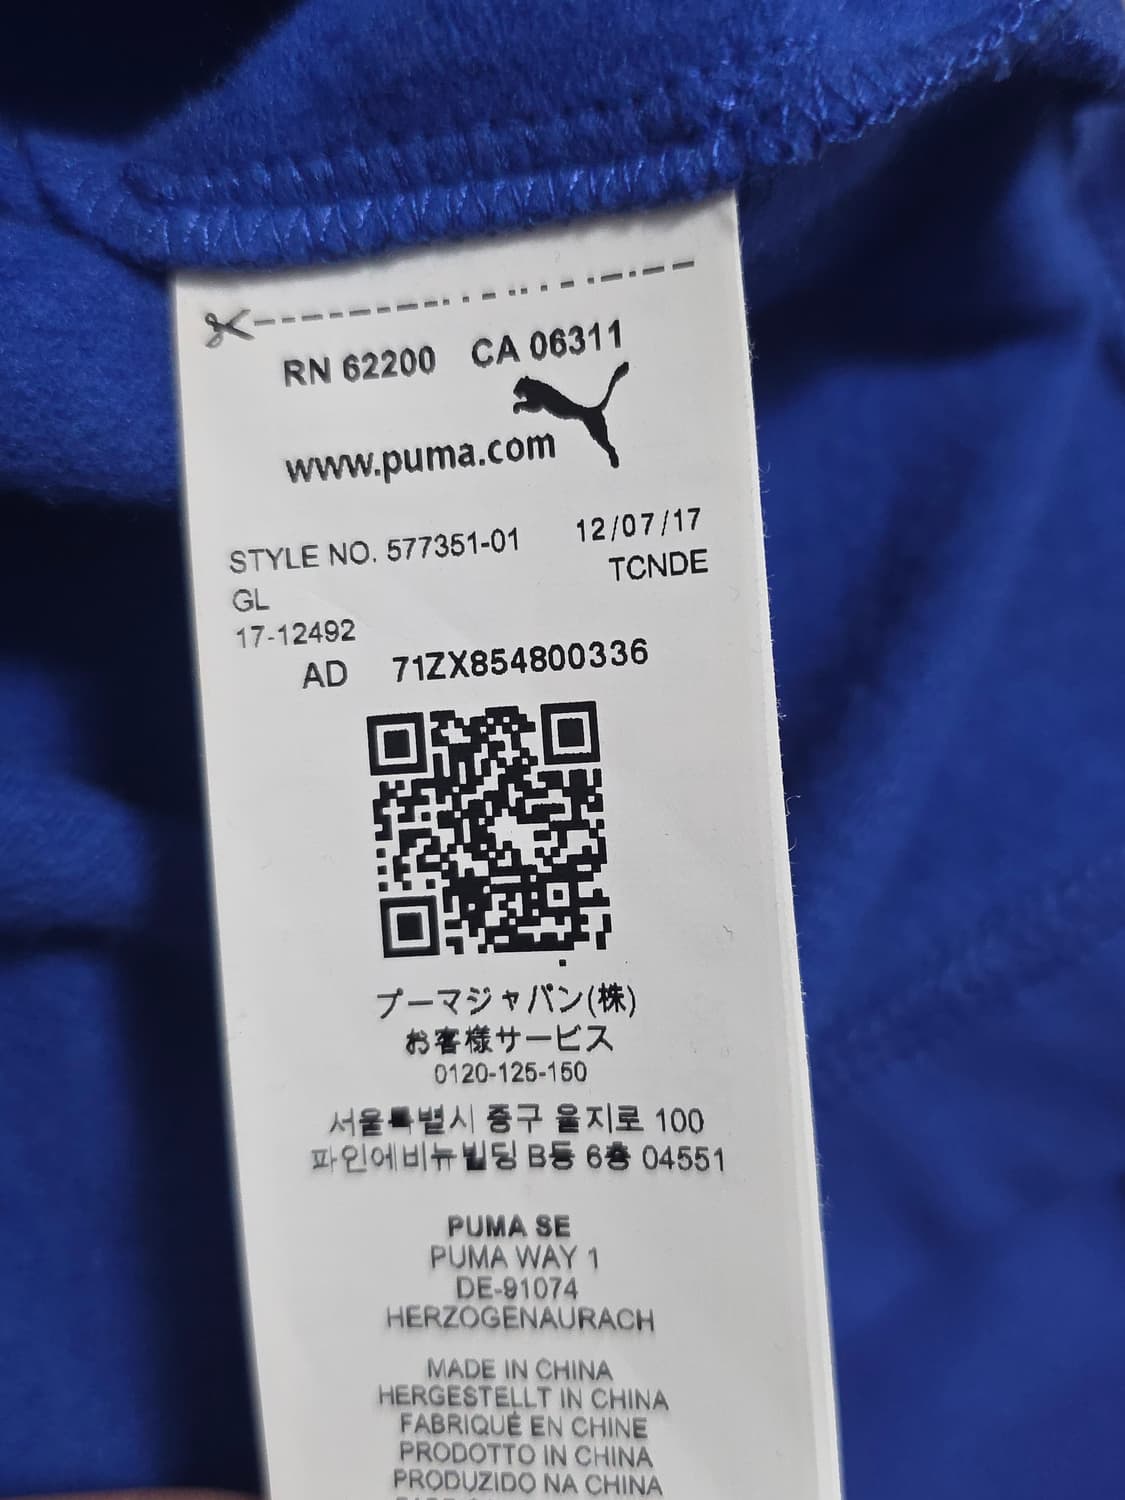 RN 62200 CA 06311
www.puma.com
STYLE NO. 577351-01 12/07/17
GL TCNDE
17-12492
AD 71ZX854800336
プーマジャパン(株)
お客様サービス
0120-125-150
서울특별시 중구 을지로 100
파인에비뉴빌딩 B동 6층 04551
PUMA SE
PUMA WAY 1
DE-91074
HERZOGENAURACH
MADE IN CHINA
HERGESTELLT IN CHINA
FABRIQUÉ EN CHINE
PRODOTTO IN CHINA
PRODUZIDO NA CHINA